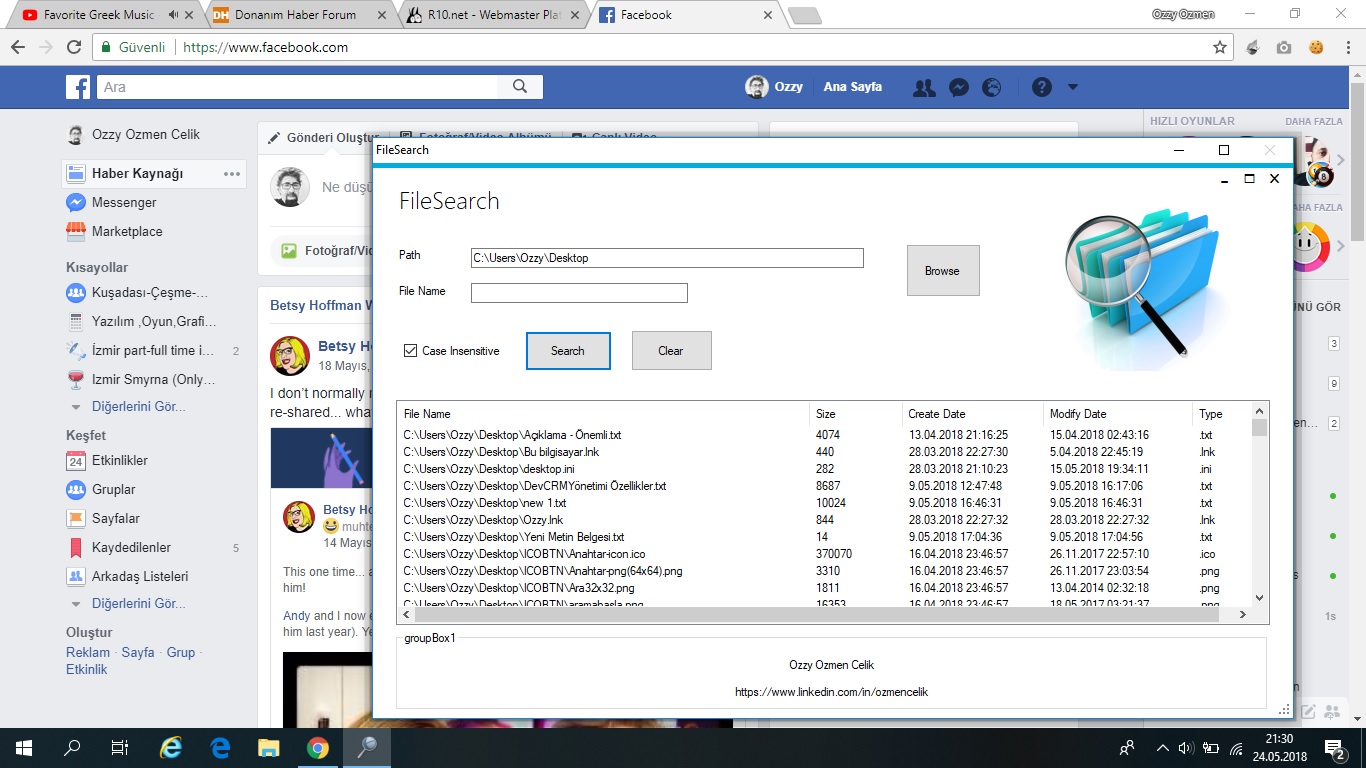 Favorite Greek Music -
Donanım Haber Forum
R10.net - Webmaster Plat
Facebook
Ozzy Ozmen
Güvenli
https://www.facebook.com
Ara
Ozzy
Ana Sayfa
Ozzy Ozmen Celik
Haber Kaynağı
Messenger
Marketplace
Kısayollar
Kuşadası-Çeşme-...
Yazılım ,Oyun,Grafi...
İzmir part-full time i... 2
Izmir Smyrna (Only...
Diğerlerini Gör...
Keşfet
24 Etkinlikler
Gruplar
Sayfalar
Kaydedilenler 5
Arkadaş Listeleri
Diğerlerini Gör...
Oluştur
Reklam · Sayfa · Grup ·
Etkinlik
Gönderi Oluştur
Fotoğraf/Video Albümü
Canlı Video
Ne düşü
Fotoğraf/Vid
Betsy Hoffman W
Betsy Ho
18 Mayıs,
I don't normally
re-shared... wha
Betsy Ho
muhte
14 Mayıs
This one time... a
him!
Andy and I now
him last year). Ye
HIZLI OYUNLAR DAHA FAZLA
DAHA FAZLA
ÜNÜ GÖR
3
9
en... 2
1s
FileSearch
FileSearch
Path
C:\Users\Ozzy\Desktop
Browse
File Name
Case Insensitive
Search
Clear
File Name Size Create Date Modify Date Type
C:\Users\Ozzy\Desktop\Açıklama - Önemli.txt 4074 13.04.2018 21:16:25 15.04.2018 02:43:16 .txt
C:\Users\Ozzy\Desktop\Bu bilgisayar.lnk 440 28.03.2018 22:27:30 5.04.2018 22:45:19 .lnk
C:\Users\Ozzy\Desktop\desktop.ini 282 28.03.2018 21:10:23 15.05.2018 19:34:11 .ini
C:\Users\Ozzy\Desktop\DevCRMYönetimi Özellikler.txt 8687 9.05.2018 12:47:48 9.05.2018 16:17:06 .txt
C:\Users\Ozzy\Desktop\new 1.txt 10024 9.05.2018 16:46:31 9.05.2018 16:46:31 .txt
C:\Users\Ozzy\Desktop\Ozzy.lnk 844 28.03.2018 22:27:32 28.03.2018 22:27:32 .lnk
C:\Users\Ozzy\Desktop\Yeni Metin Belgesi.txt 14 9.05.2018 17:04:36 9.05.2018 17:04:56 .txt
C:\Users\Ozzy\Desktop\ICOBTN\Anahtar-icon.ico 370070 16.04.2018 23:46:57 26.11.2017 22:57:10 .ico
C:\Users\Ozzy\Desktop\ICOBTN\Anahtar-png(64x64).png 3310 16.04.2018 23:46:57 26.11.2017 23:03:54 .png
C:\Users\Ozzy\Desktop\ICOBTN\Ara32x32.png 1811 16.04.2018 23:46:57 13.04.2014 02:32:18 .png
C:\Users\Ozzy\Desktop\ICOBTN\aramabasla.png 16353 16.04.2018 23:46:57 18.05.2017 03:21:37 .png
groupBox1
Ozzy Ozmen Celik
https://www.linkedin.com/in/ozmencelik
21:30
24.05.2018
2